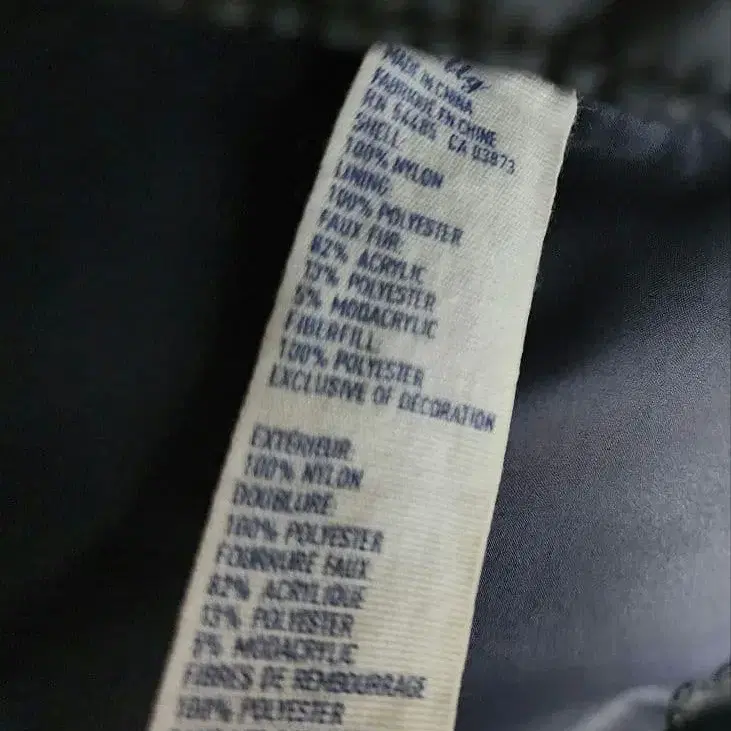 MADE IN CHINA
FABRIQUÉ EN CHINE
RN 54485 CA 03873
SHELL:
100% NYLON
LINING:
100% POLYESTER
FAUX FUR:
82% ACRYLIC
13% POLYESTER
5% MODACRYLIC
FIBERFILL:
100% POLYESTER
EXCLUSIVE OF DECORATION
EXTÉRIEUR:
100% NYLON
DOUBLURE:
100% POLYESTER
FOURRURE FAUX
82% ACRYLIQUE
13% POLYESTER
5% MODACRYLIC
FIBRES DE REMBOURRAGE
100% POLYESTER